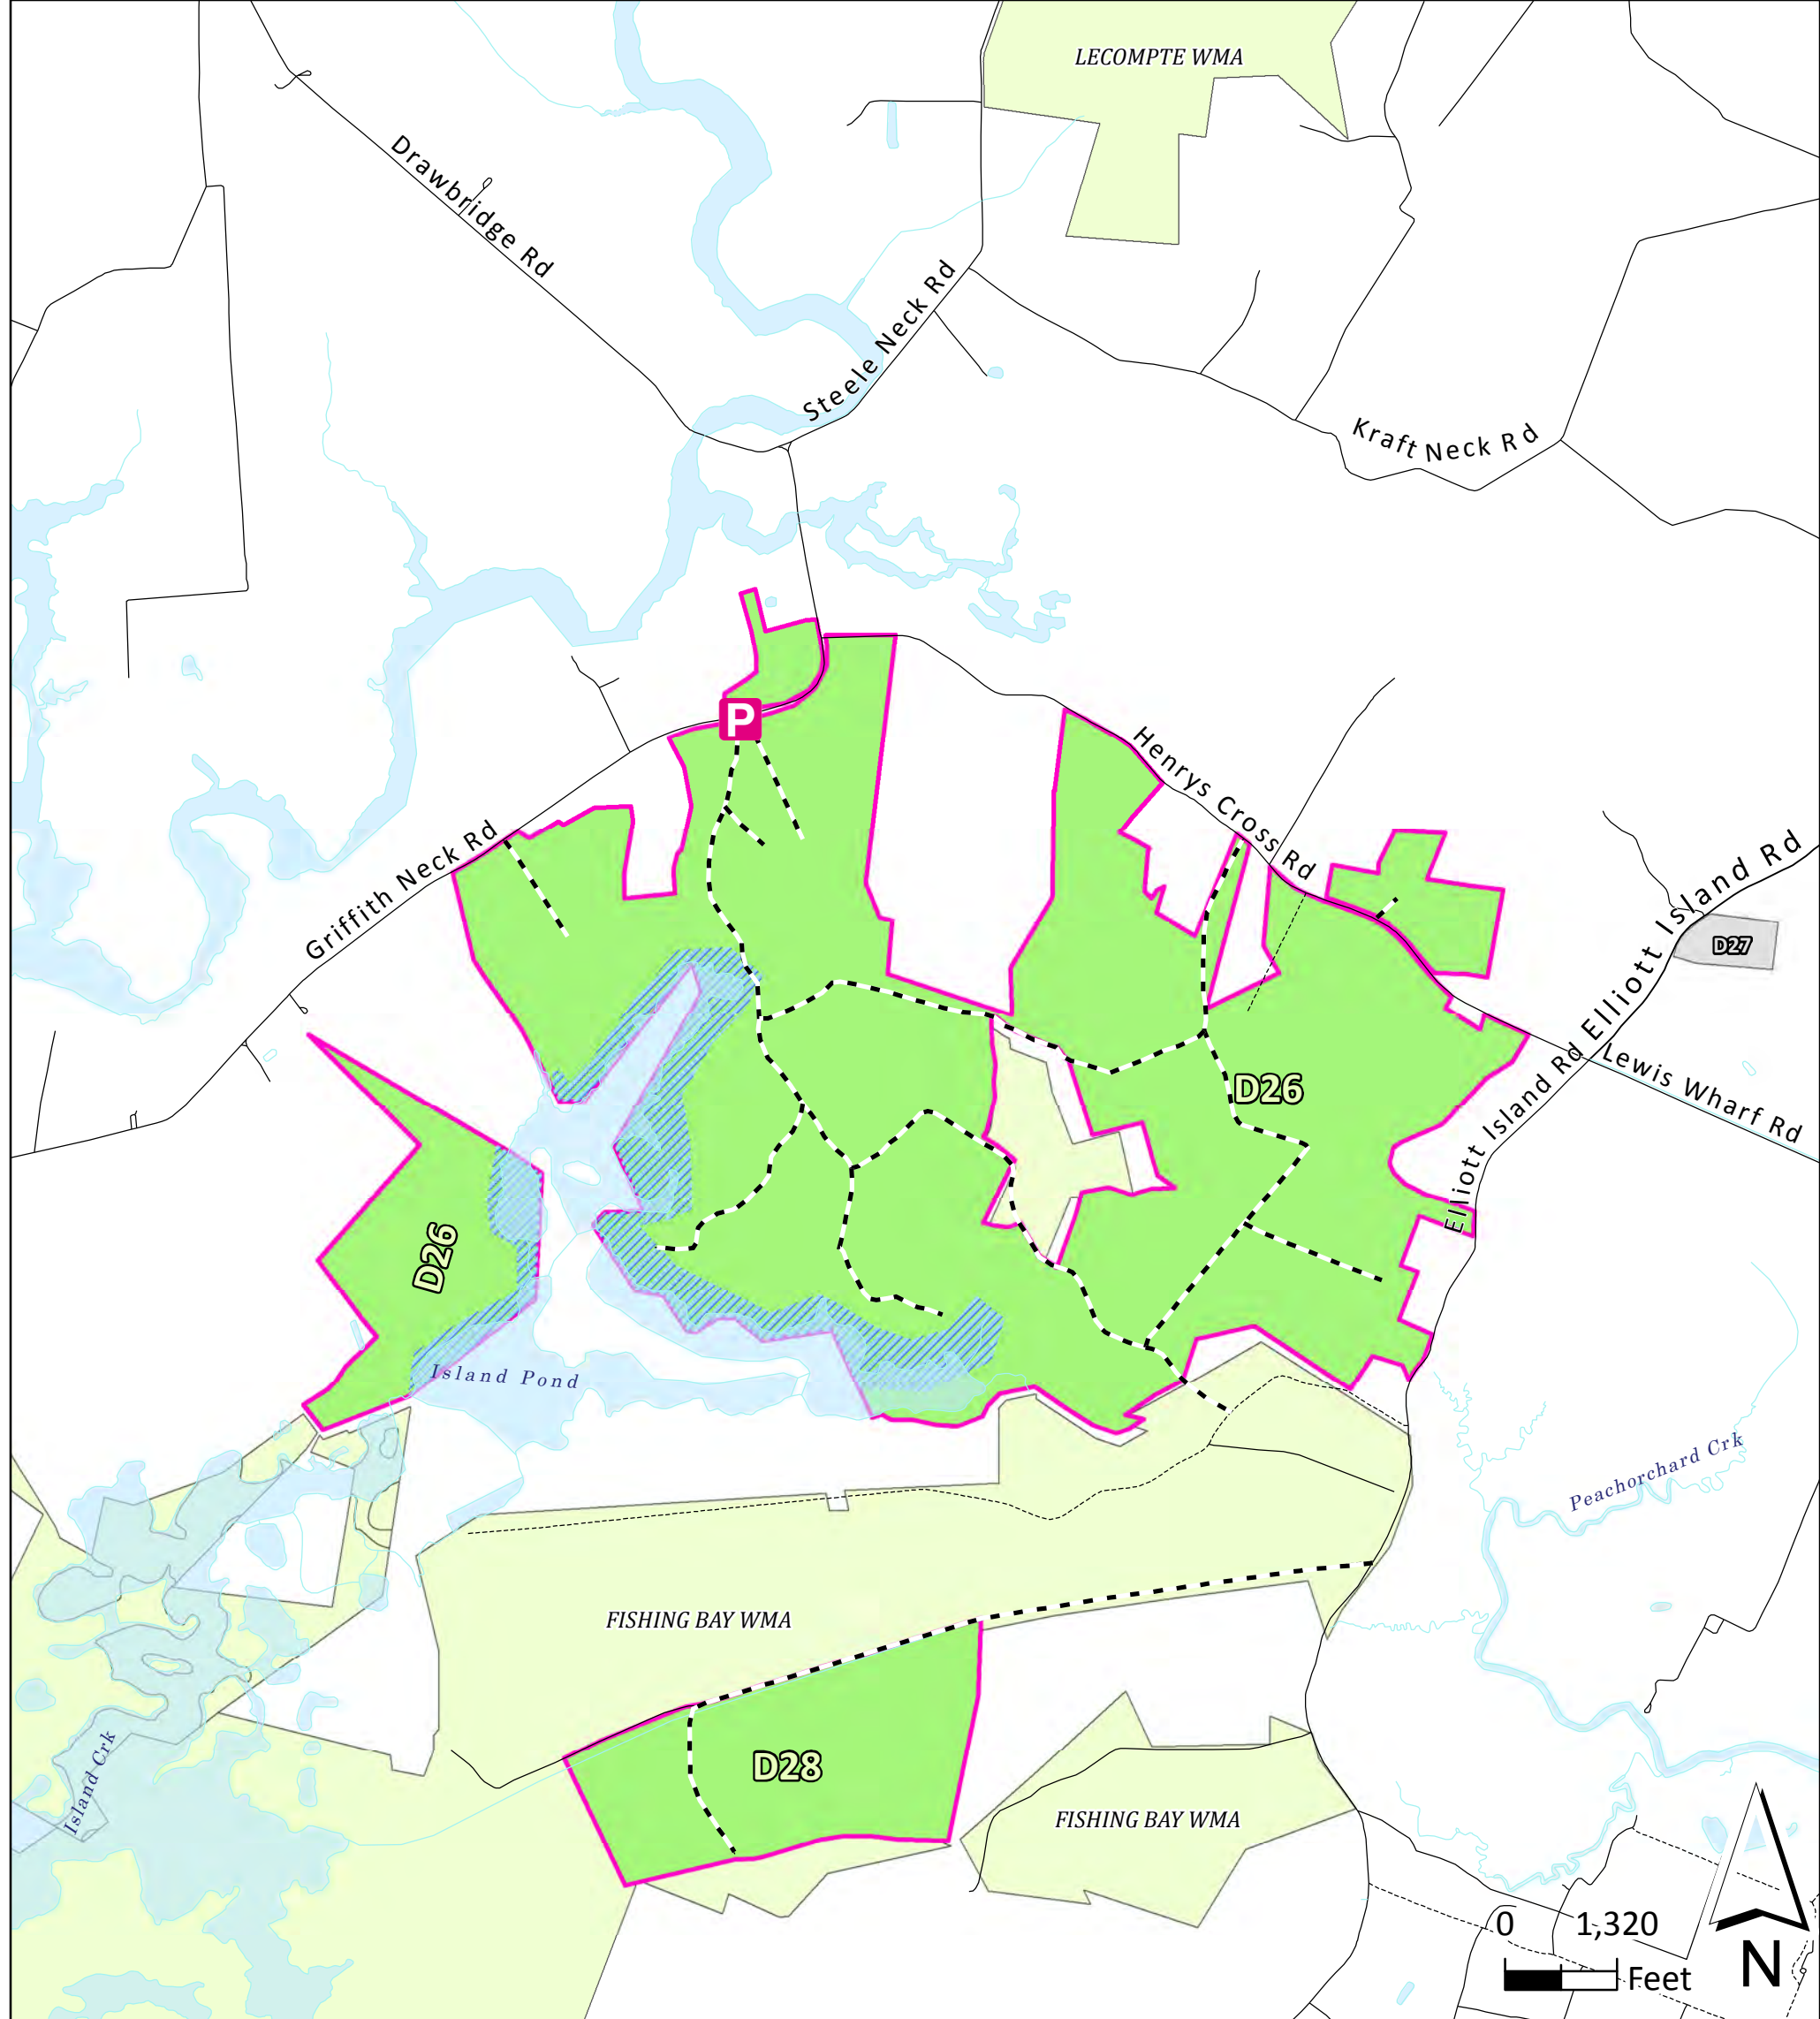 LECOMPTE WMA
Drawbridge Rd
Steele Neck Rd
Kraft Neck Rd
P
Henrys Cross Rd
Griffith Neck Rd
Elliott Island Rd
D27
Lewis Wharf Rd
D26
Elliott Island Rd
D26
Island Pond
Peachorchard Crk
FISHING BAY WMA
D28
Island Crk
FISHING BAY WMA
0 1,320
Feet
N